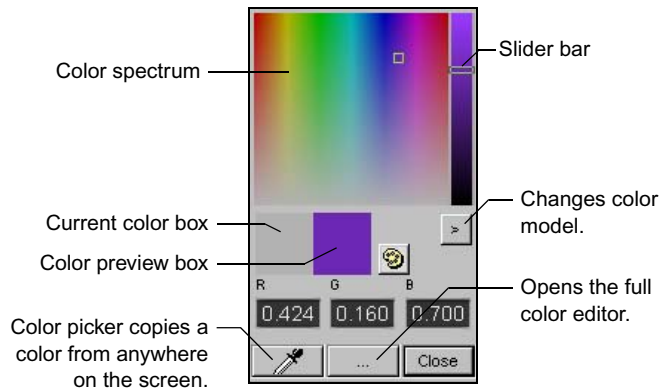 Color spectrum
Slider bar
Current color box
Color preview box
Changes color
model.
>
R G B
0.424 0.160 0.700
Opens the full
color editor.
Color picker copies a
color from anywhere
on the screen.
... Close